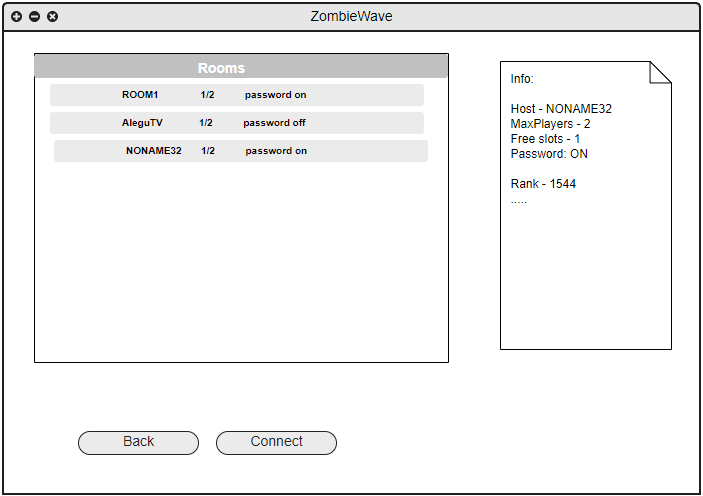 ZombieWave
Rooms
ROOM1 1/2 password on
AleguTV 1/2 password off
NONAME32 1/2 password on
Info:
Host - NONAME32
MaxPlayers - 2
Free slots - 1
Password: ON
Rank - 1544
.....
Back
Connect